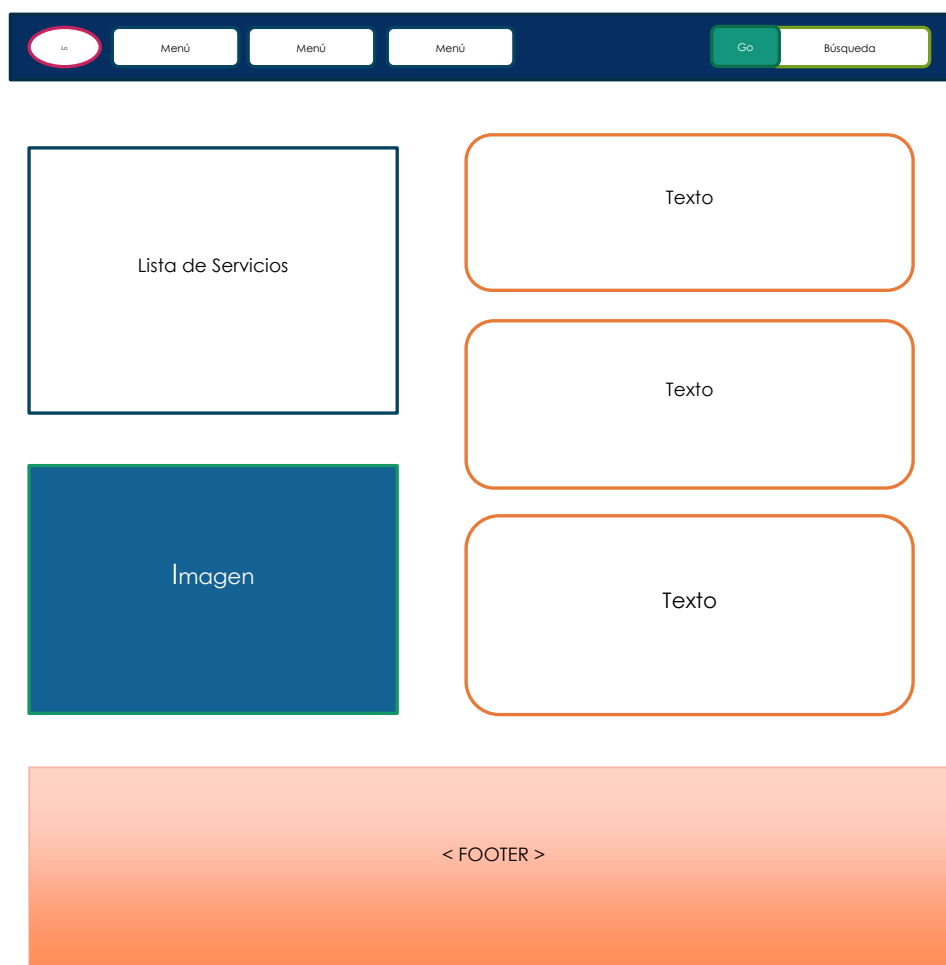 Lo
Menú
Menú
Menú
Go
Búsqueda
Lista de Servicios
Texto
Texto
Imagen
Texto
< FOOTER >